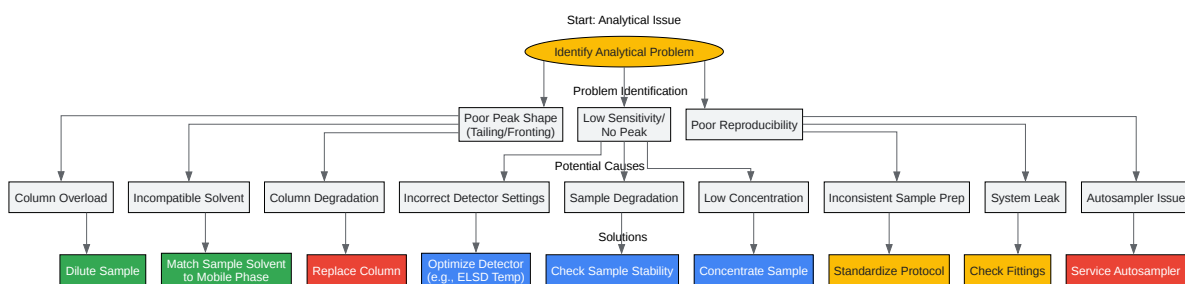 Start: Analytical Issue
Identify Analytical Problem
Problem Identification
Poor Peak Shape
(Tailing/Fronting)
Low Sensitivity/
No Peak
Poor Reproducibility
Potential Causes
Column Overload
Incompatible Solvent
Column Degradation
Incorrect Detector Settings
Sample Degradation
Low Concentration
Inconsistent Sample Prep
System Leak
Autosampler Issue
Solutions
Dilute Sample
Match Sample Solvent
to Mobile Phase
Replace Column
Optimize Detector
(e.g., ELSD Temp)
Check Sample Stability
Concentrate Sample
Standardize Protocol
Check Fittings
Service Autosampler